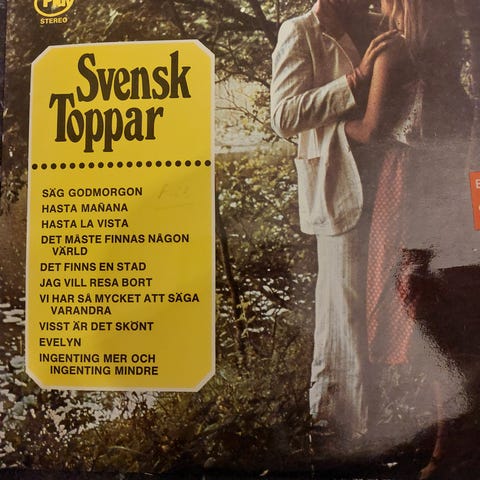 STEREO
Svensk
Toppar
SÄG GODMORGON
HASTA MAÑANA
HASTA LA VISTA
DET MÅSTE FINNAS NÅGON
VÄRLD
DET FINNS EN STAD
JAG VILL RESA BORT
VI HAR SÅ MYCKET ATT SÄGA
VARANDRA
VISST ÄR DET SKÖNT
EVELYN
INGENTING MER OCH
INGENTING MINDRE